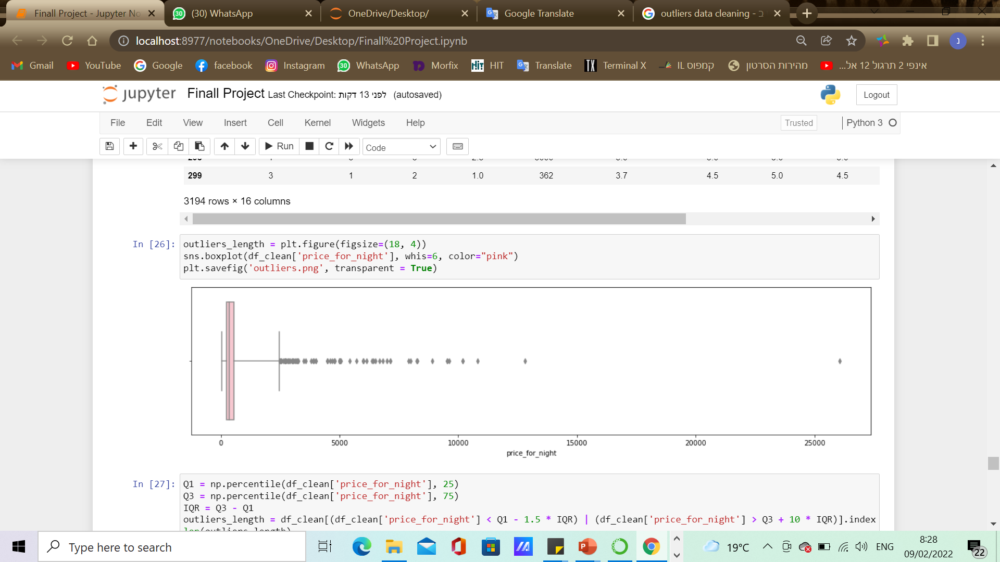 Finall Project - Jupyter No
(30) WhatsApp
OneDrive/Desktop/
Google Translate
outliers data cleaning - ב
localhost:8977/notebooks/OneDrive/Desktop/Finall%20Project.ipynb
נ
Gmail
YouTube
Google
facebook
Instagram
30
WhatsApp
Morfix
HIT
HIT
Translate
TX
Terminal X
קמפוס IL
מהירות הסרטון
אינפי 2 תרגול 12 אל...
jupyter
Finall Project Last Checkpoint: לפני 13 דקות (autosaved)
Logout
File
Edit
View
Insert
Cell
Kernel
Widgets
Help
Trusted
Python 3
Run
Code
299 3 1 2 1.0 362 3.7 4.5 5.0 4.5
3194 rows × 16 columns
In [26]:
outliers_length = plt.figure(figsize=(18, 4))
sns.boxplot(df_clean['price_for_night'], whis=6, color="pink")
plt.savefig('outliers.png', transparent = True)
0 5000 10000 15000 20000 25000
price_for_night
In [27]:
Q1 = np.percentile(df_clean['price_for_night'], 25)
Q3 = np.percentile(df_clean['price_for_night'], 75)
IQR = Q3 - Q1
outliers_length = df_clean[(df_clean['price_for_night'] < Q1 - 1.5 * IQR) | (df_clean['price_for_night'] > Q3 + 10 * IQR)].index
len(outliers_length)
Type here to search
19°C
ENG
8:28
09/02/2022
22